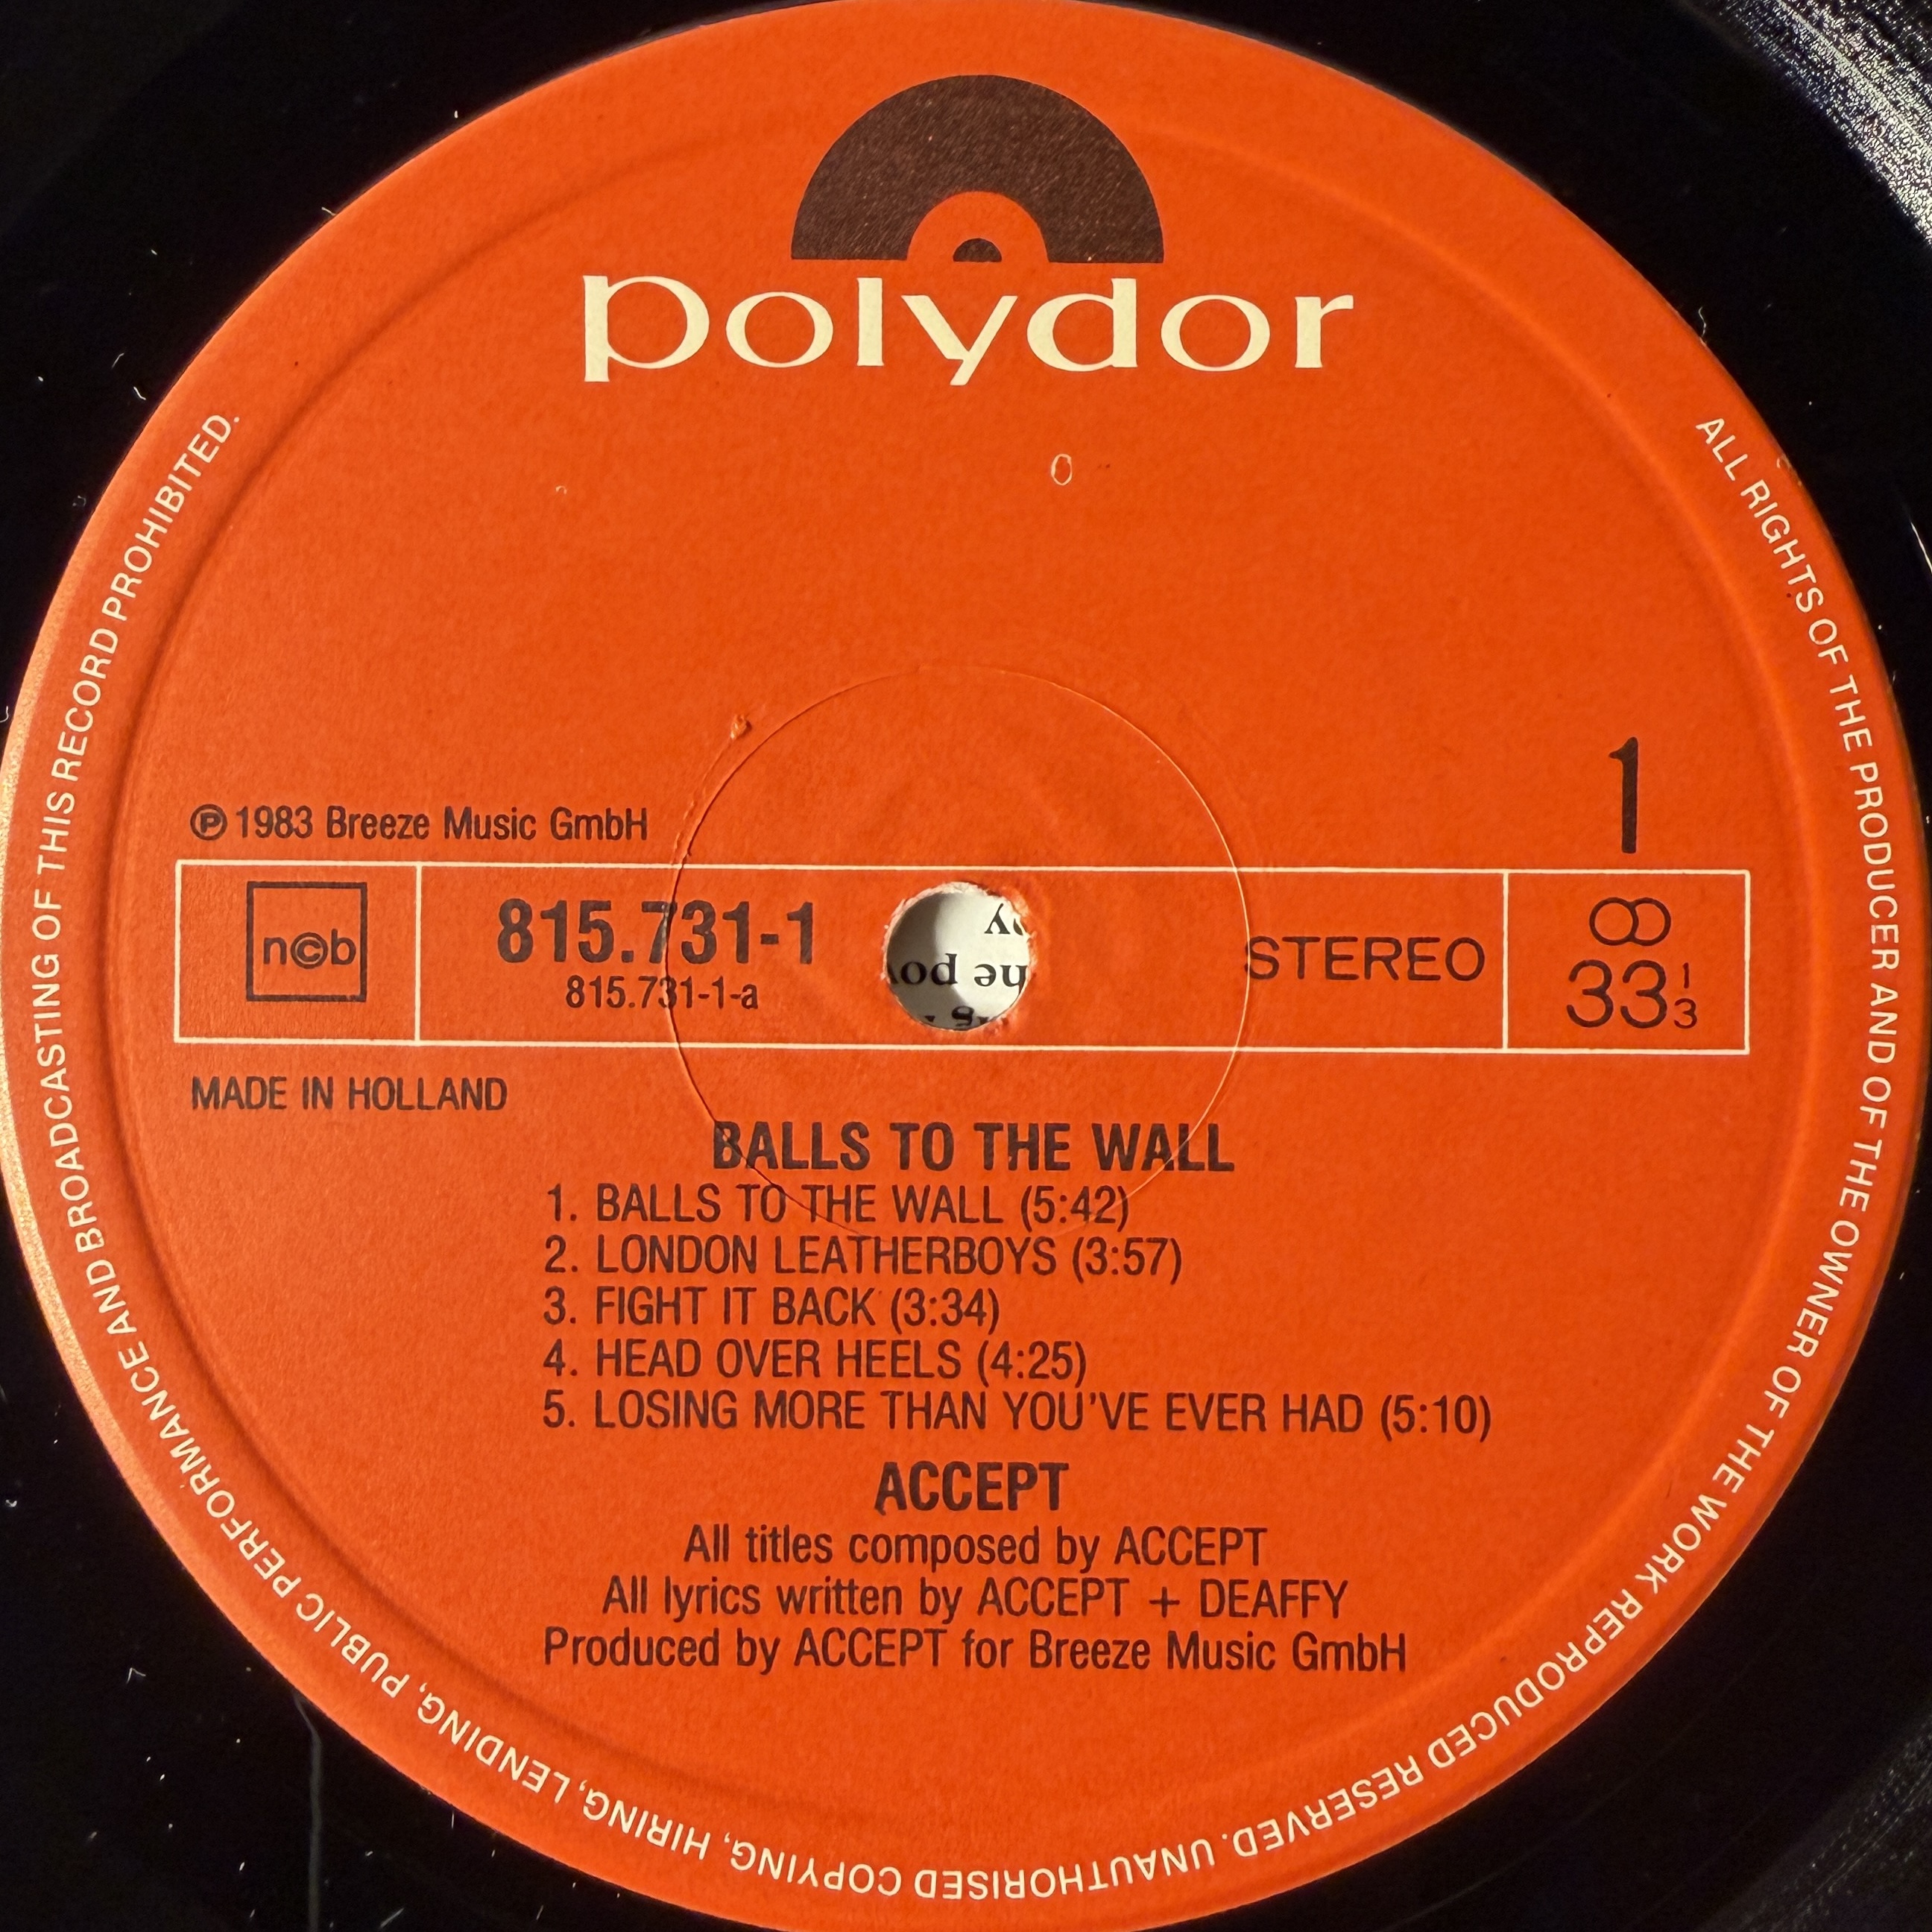 polydor
ALL RIGHTS OF THE PRODUCER AND OF THE OWNER OF THE WORK REPRODUCED RESERVED. UNAUTHORISED COPYING, HIRING, LENDING, PUBLIC PERFORMANCE AND BROADCASTING OF THIS RECORD PROHIBITED.
1
℗ 1983 Breeze Music GmbH
n©b
815.731-1
815.731-1-a
STEREO
33 1/3
MADE IN HOLLAND
BALLS TO THE WALL
1. BALLS TO THE WALL (5:42)
2. LONDON LEATHERBOYS (3:57)
3. FIGHT IT BACK (3:34)
4. HEAD OVER HEELS (4:25)
5. LOSING MORE THAN YOU'VE EVER HAD (5:10)
ACCEPT
All titles composed by ACCEPT
All lyrics written by ACCEPT + DEAFFY
Produced by ACCEPT for Breeze Music GmbH